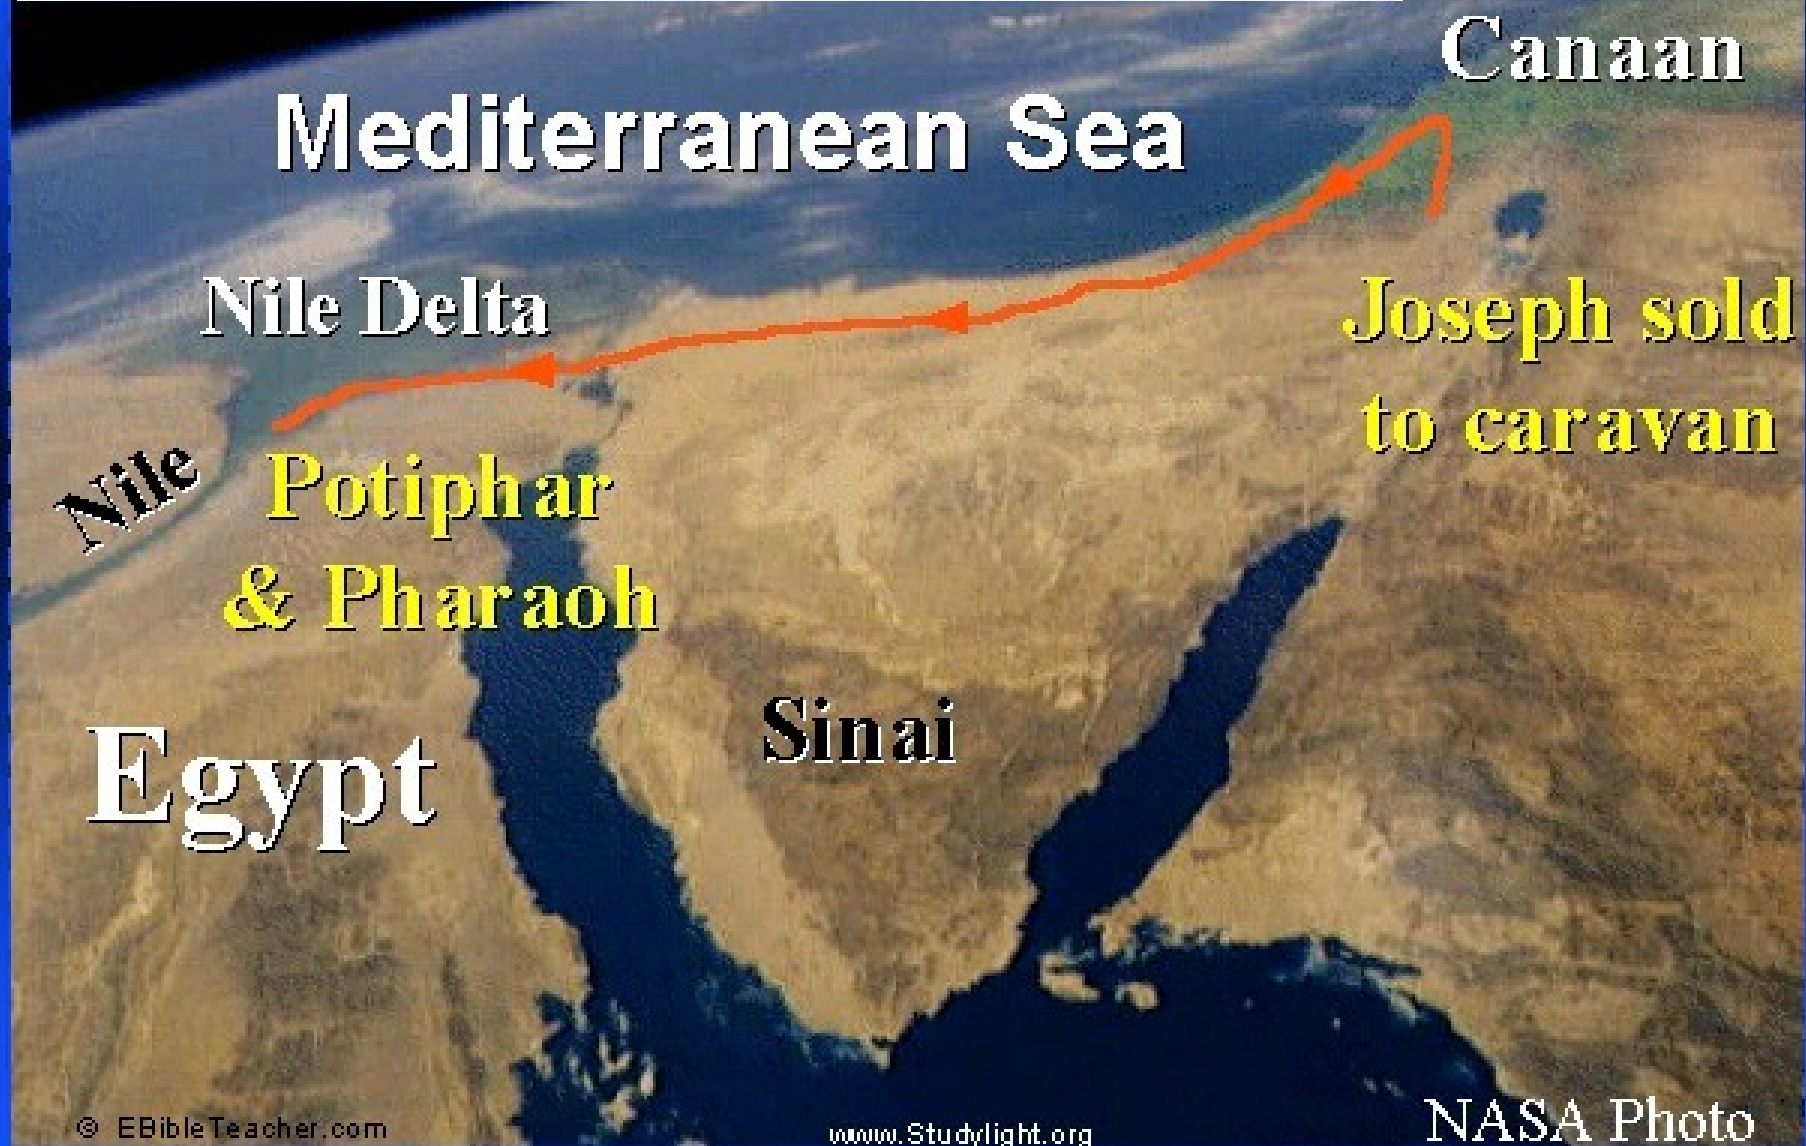 Canaan
Mediterranean Sea
Nile Delta
Joseph sold
to caravan
Nile
Potiphar
& Pharaoh
Sinai
Egypt
© EBibleTeacher.com
www.Studylight.org
NASA Photo